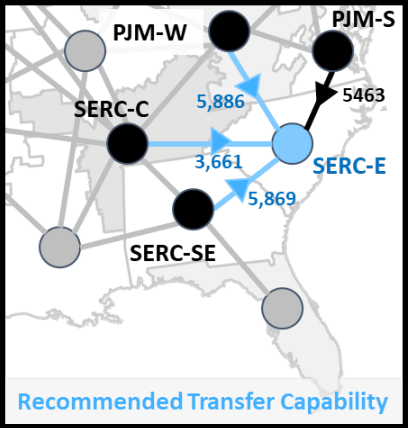 PJM-S
PJM-W
5,886
5463
SERC-C
3,661
SERC-E
5,869
SERC-SE
Recommended Transfer Capability